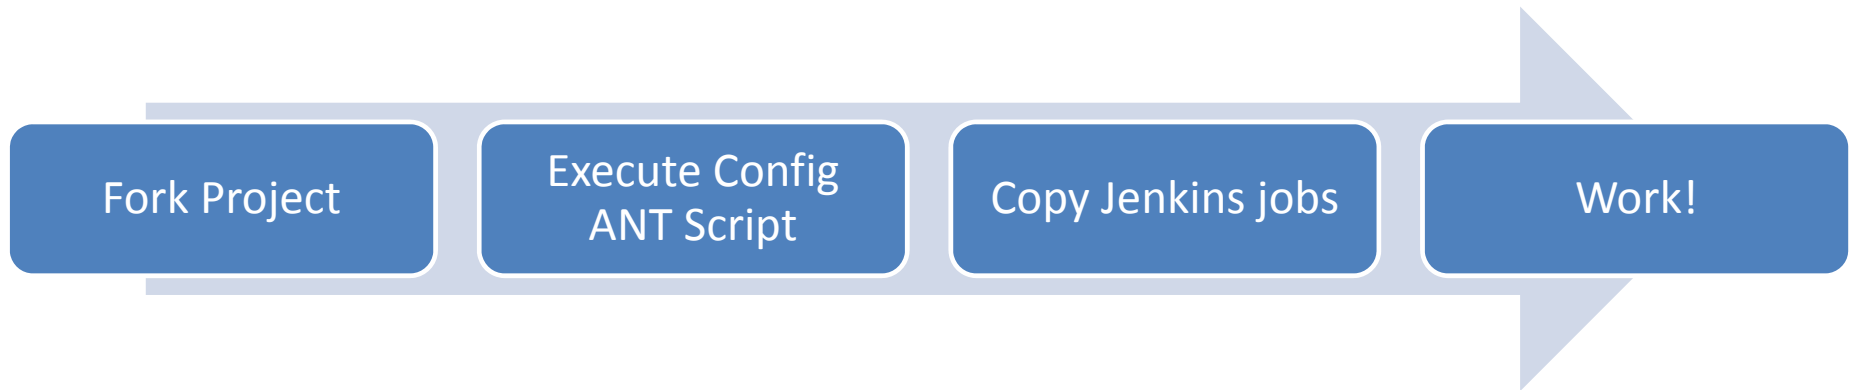 Fork Project
Execute Config
ANT Script
Copy Jenkins jobs
Work!